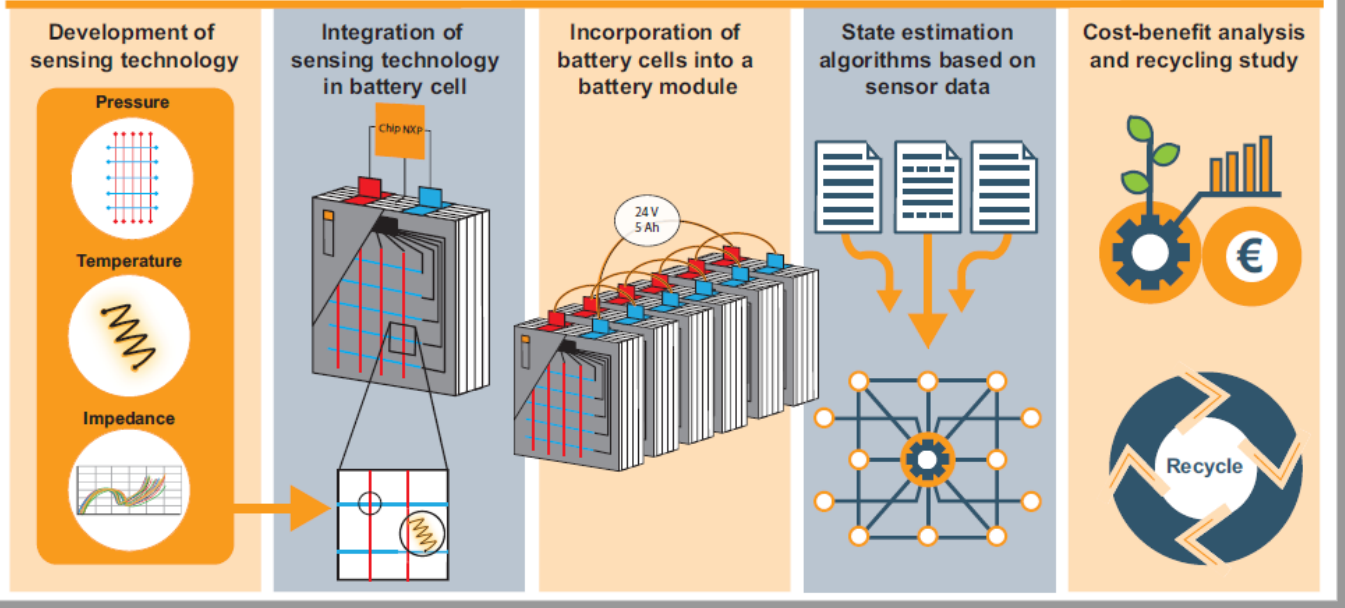 Development of
sensing technology
Pressure
Temperature
Impedance
Integration of
sensing technology
in battery cell
Chip NXP
Incorporation of
battery cells into a
battery module
24 V
5 Ah
State estimation
algorithms based on
sensor data
Cost-benefit analysis
and recycling study
€
Recycle